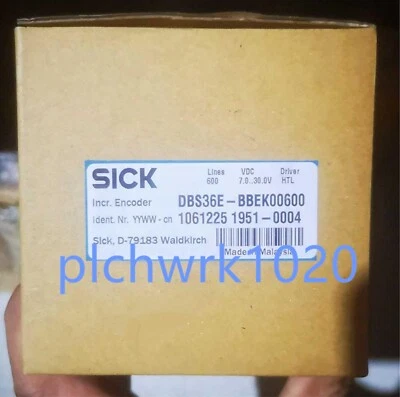 SICK
Lines VDC Driver
600 7.0..30.0V HTL
Incr. Encoder DBS36E-BBEK00600
Ident. Nr. YYWW-cn 1061225 1951-0004
Sick, D-79183 Waldkirch
Made in Malaysia
plchwrk1020